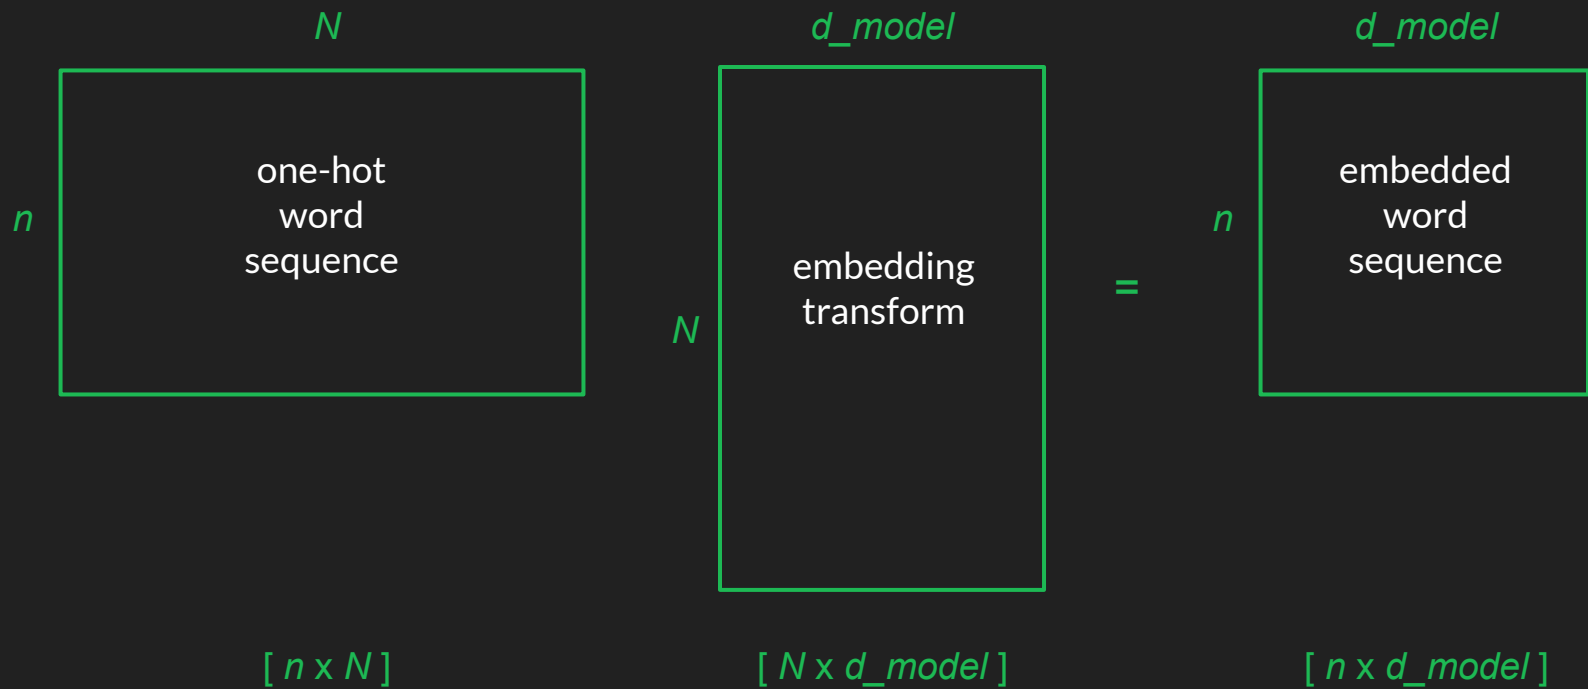 N
d_model
d_model
n
one-hot
word
sequence
N
embedding
transform
=
n
embedded
word
sequence
[ n x N ]
[ N x d_model ]
[ n x d_model ]